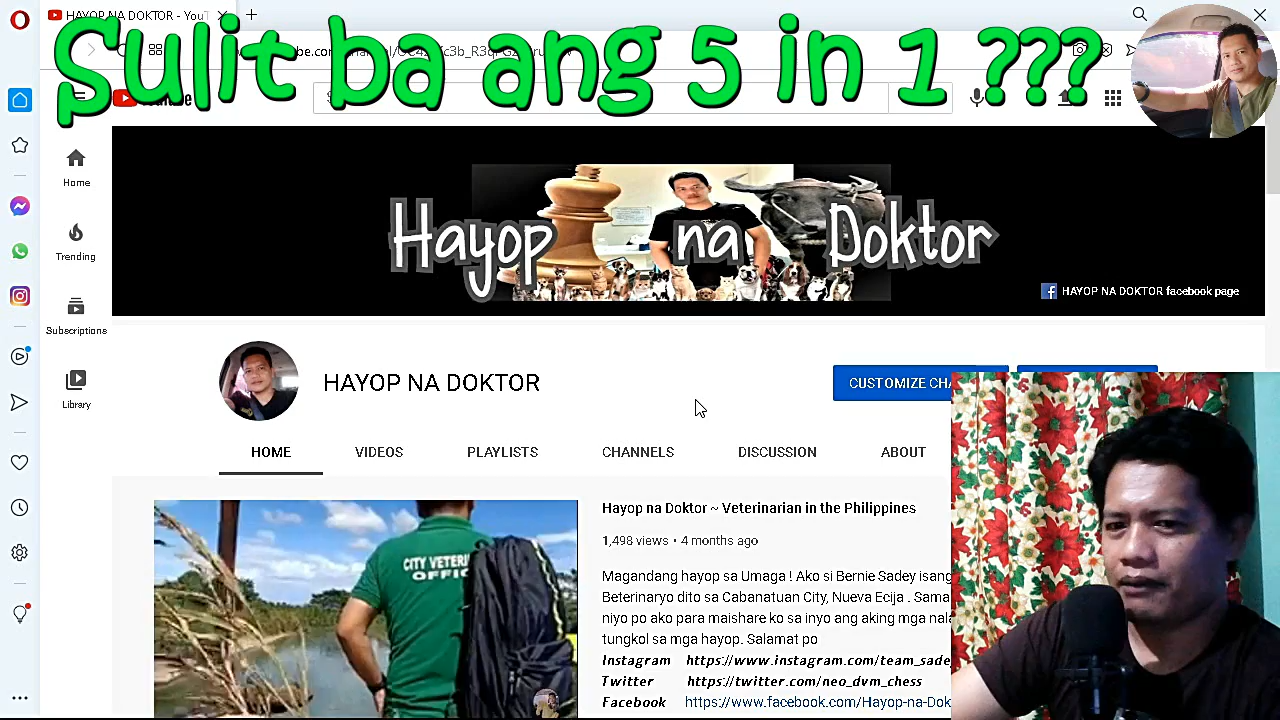 HAYOP NA DOKTOR - YouT
Sulit ba ang 5 in 1 ???
Home
Trending
Subscriptions
Library
Hayop na Doktor
HAYOP NA DOKTOR facebook page
HAYOP NA DOKTOR
CUSTOMIZE CHA
HOME VIDEOS PLAYLISTS CHANNELS DISCUSSION ABOUT
CITY VETERI
OFFIC
Hayop na Doktor ~ Veterinarian in the Philippines
1,498 views • 4 months ago
Magandang hayop sa Umaga ! Ako si Bernie Sadey isang
Beterinaryo dito sa Cabanatuan City, Nueva Ecija . Sama
niyo po ako para maishare ko sa inyo ang aking mga nala
tungkol sa mga hayop. Salamat po
Instagram https://www.instagram.com/team_sade
Twitter https://twitter.com/neo_dvm_chess
Facebook https://www.facebook.com/Hayop-na-Dok